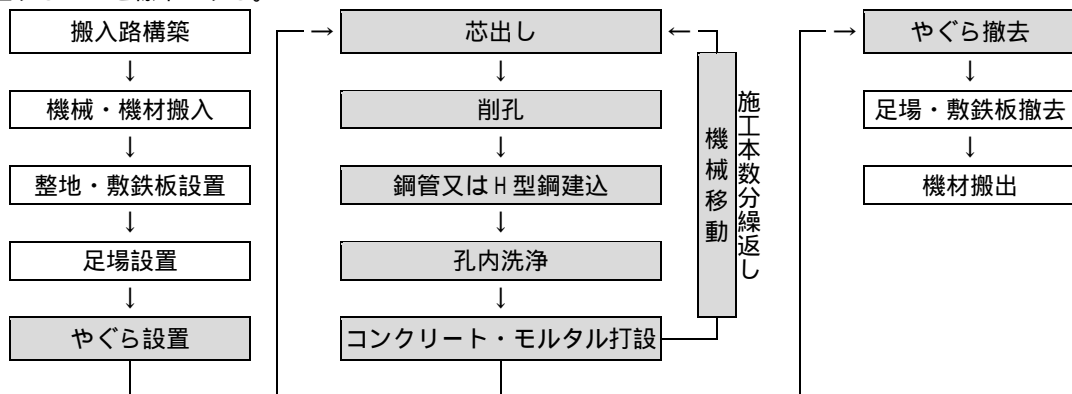 搬入路構築
↓
機械・機材搬入
↓
整地・敷鉄板設置
↓
足場設置
↓
やぐら設置
→
芯出し
←
↓
削孔
↓
鋼管又はH型鋼建込
↓
孔内洗浄
↓
コンクリート・モルタル打設
機械移動
施工本数分繰返し
→
やぐら撤去
↓
足場・敷鉄板撤去
↓
機材搬出